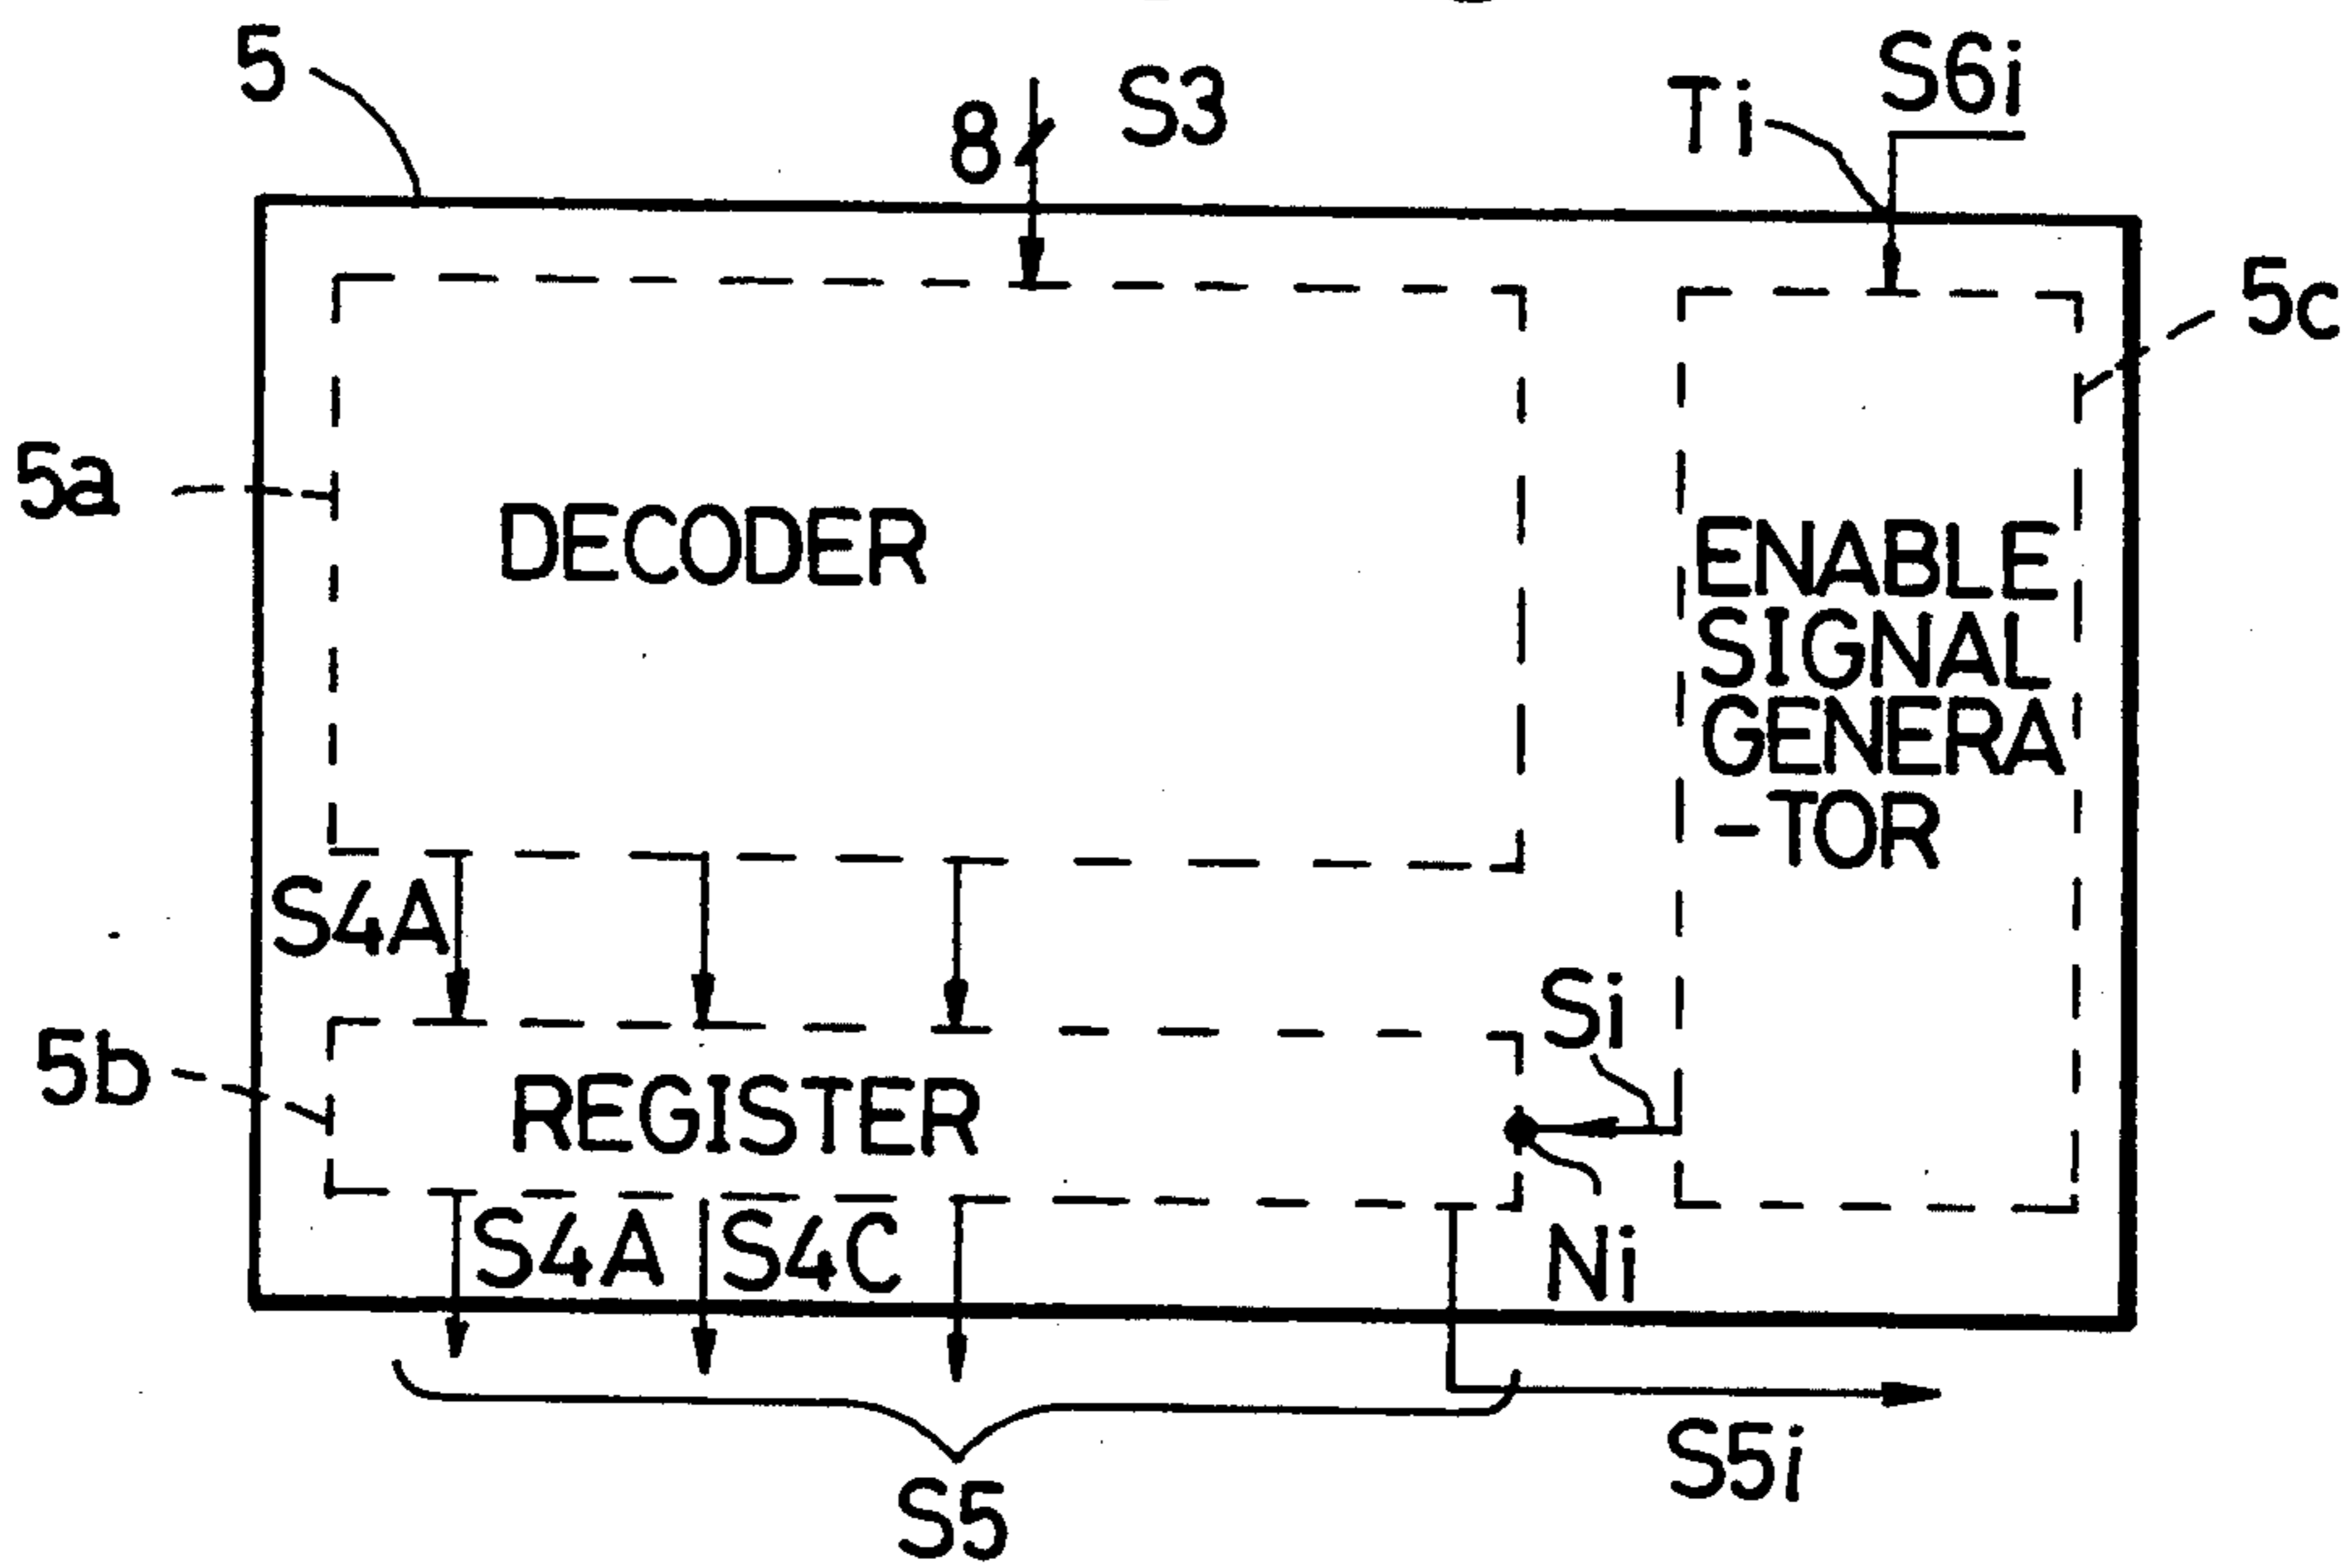 5
8
S3
Ti
S6i
5c
5a
DECODER
ENABLE
SIGNAL
GENERA
-TOR
S4A
Si
5b
REGISTER
S4A
S4C
Ni
S5i
S5